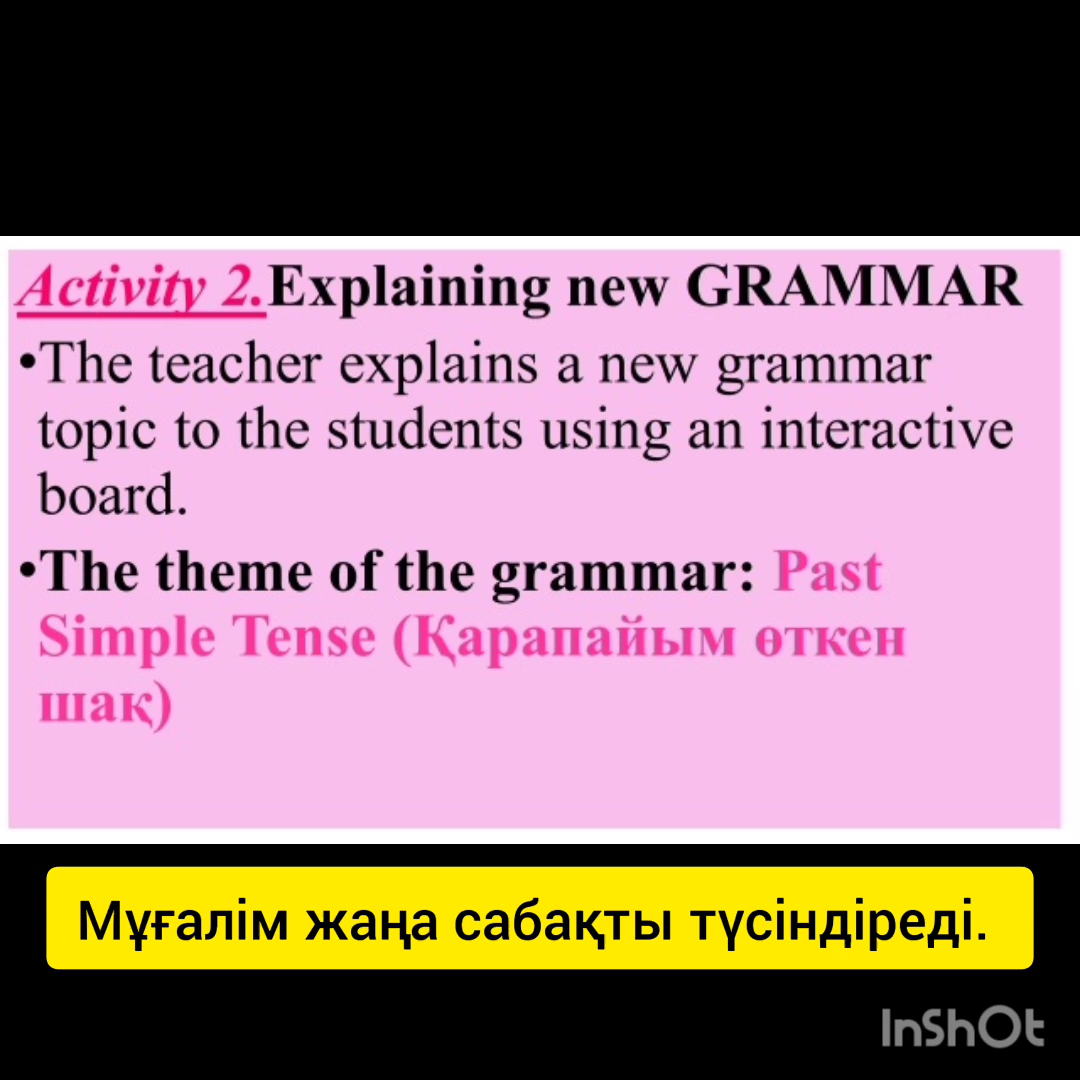 Activity 2.Explaining new GRAMMAR
•The teacher explains a new grammar
topic to the students using an interactive
board.
•The theme of the grammar: Past
Simple Tense (Қарапайым өткен
шақ)
Мұғалім жаңа сабақты түсіндіреді.
InShOt